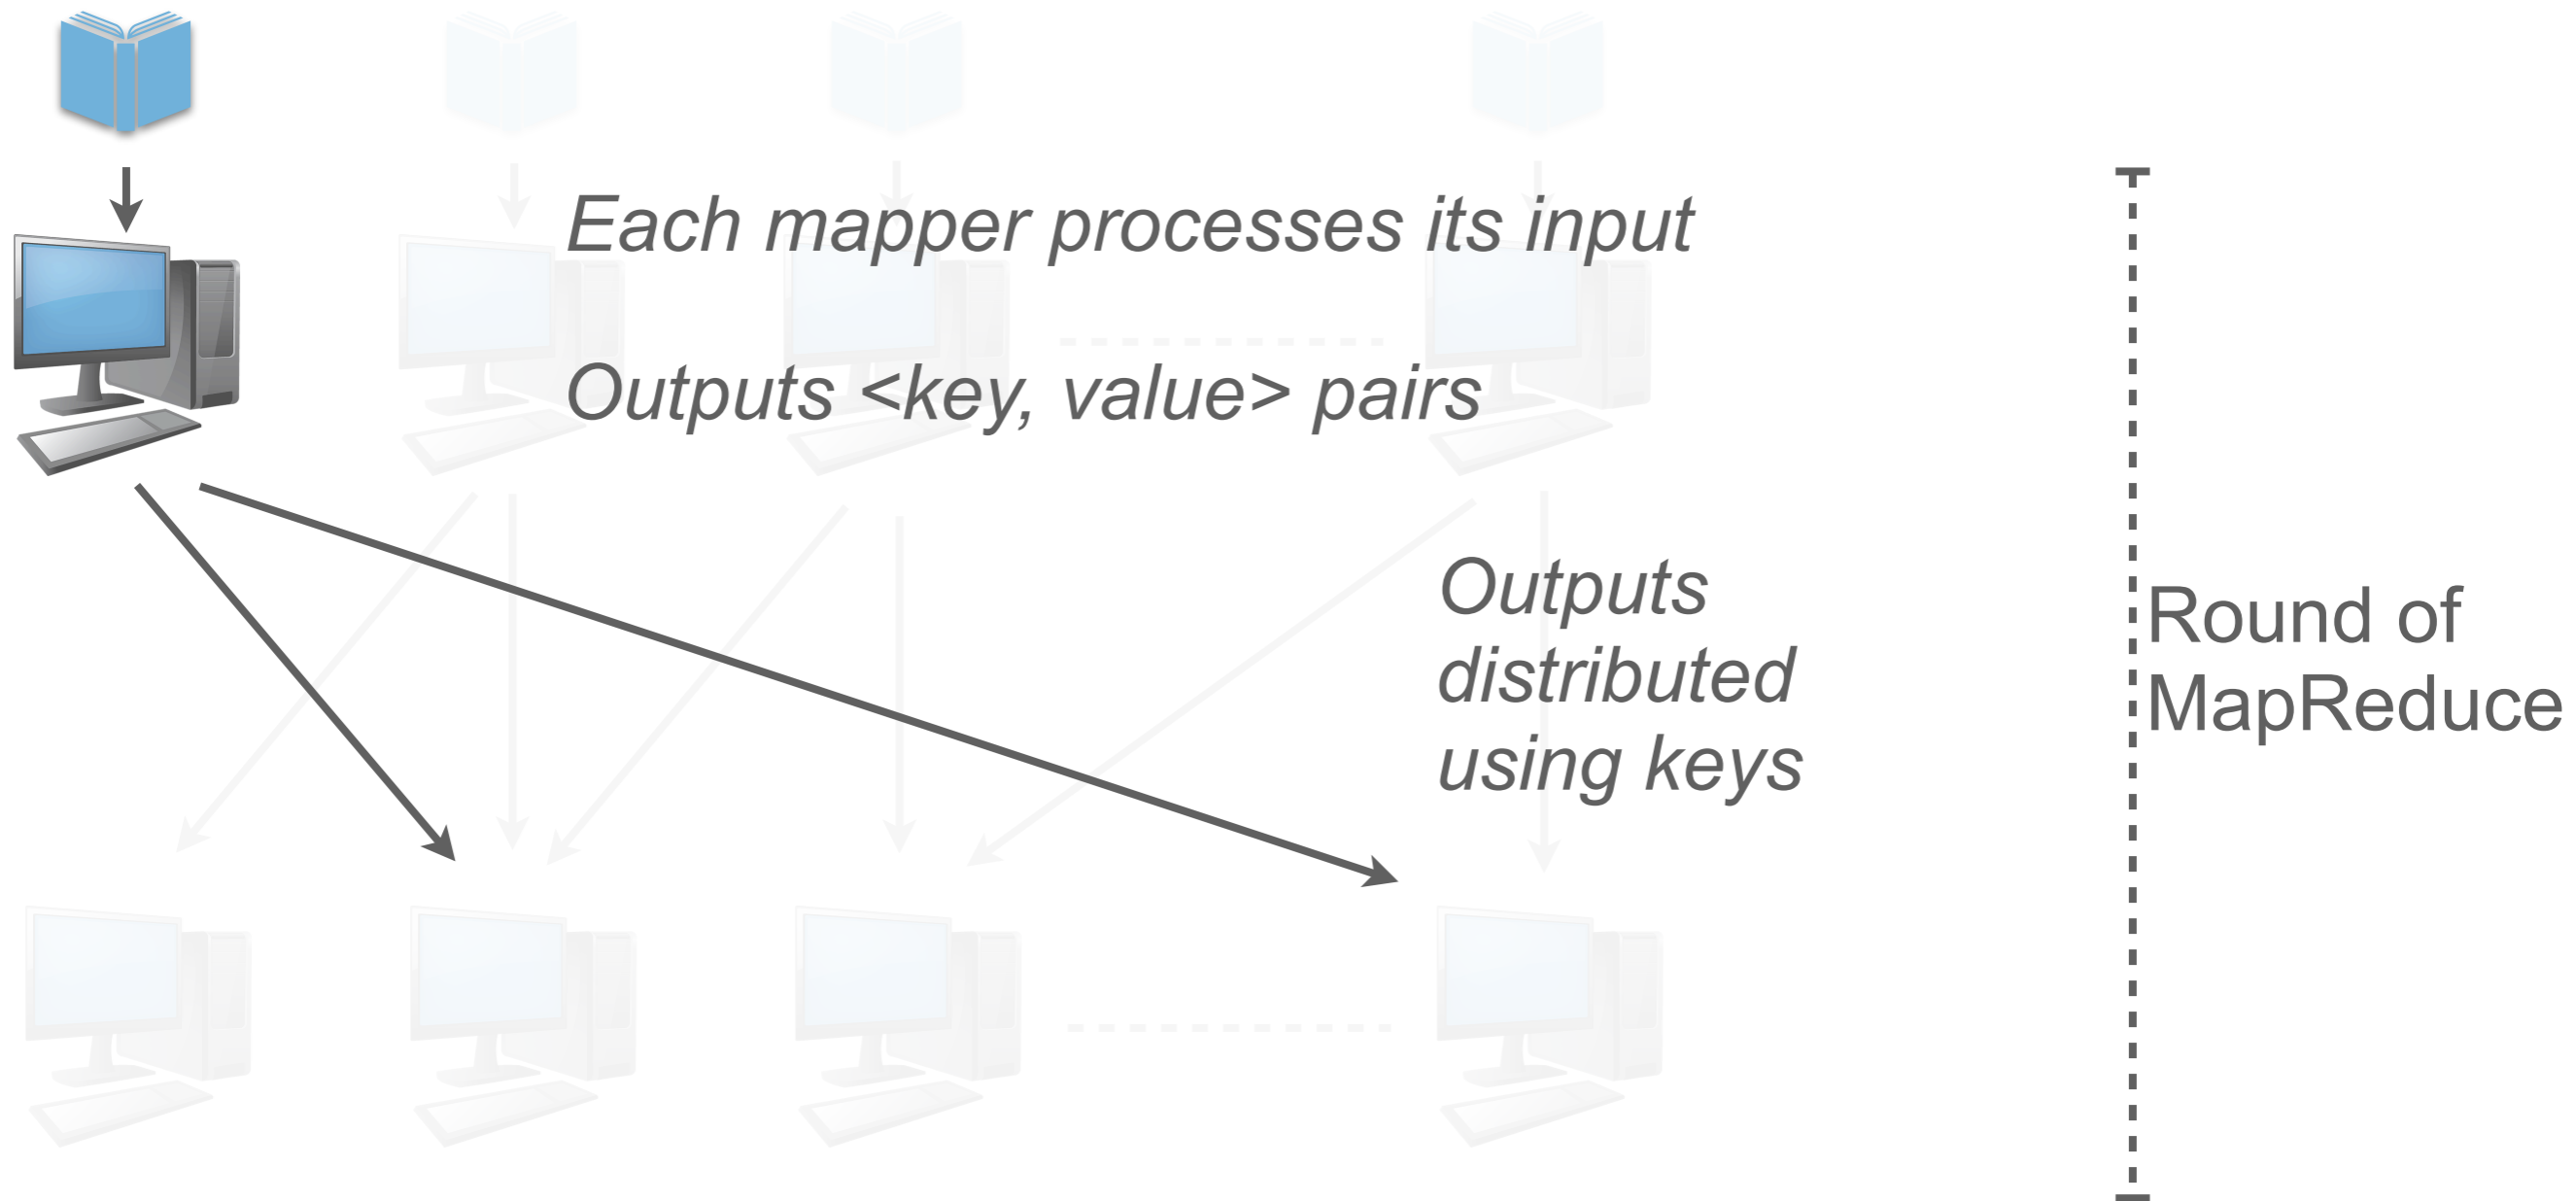 Each mapper processes its input
Outputs <key, value> pairs
Outputs
distributed
using keys
Round of
MapReduce